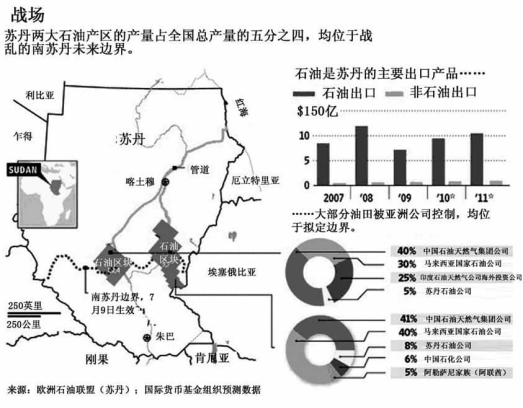 战场
苏丹两大石油产区的产量占全国总产量的五分之四，均位于战
乱的南苏丹未来边界。
利比亚
乍得
SUDAN
苏丹
红海
管道
喀土穆
厄立特里亚
石油区块
石油
区块
埃塞俄比亚
南苏丹边界，7
月9日生效
250英里
250公里
朱巴
刚果
肯尼亚
石油是苏丹的主要出口产品
石油出口
非石油出口
$150亿
10
5
0
2007
'08
'09
'10☆
'11☆
大部分油田被亚洲公司控制，均位
于拟定边界。
40% 中国石油天然气集团公司
30% 马来西亚国家石油公司
25% 印度石油天然气公司海外投资公司
5% 苏丹石油公司
41% 中国石油天然气集团公司
40% 马来西亚国家石油公司
8% 苏丹石油公司
6% 中国石化公司
5% 阿勒萨尼家族（阿联酋）
来源：欧洲石油联盟（苏丹）；国际货币基金组织预测数据